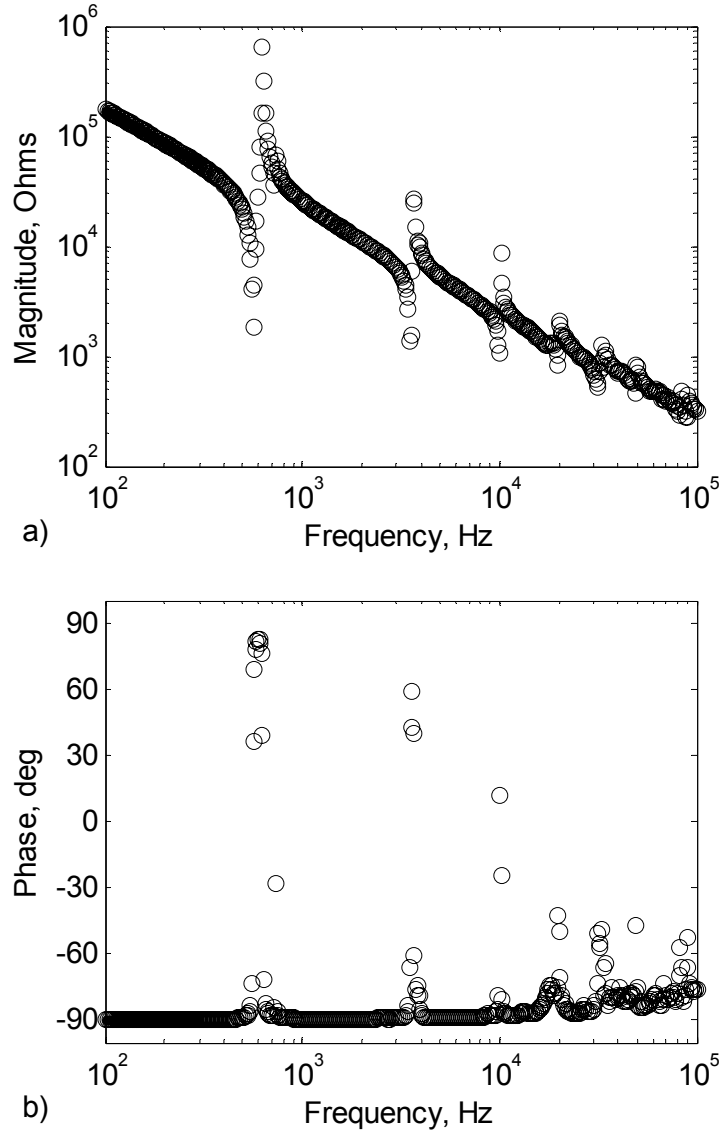 10^6
10^5
10^4
10^3
10^2
Magnitude, Ohms
10^2 10^3 10^4 10^5
Frequency, Hz
a)
90
60
30
0
-30
-60
-90
Phase, deg
10^2 10^3 10^4 10^5
Frequency, Hz
b)